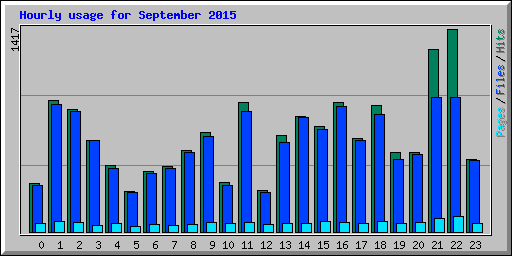 Hourly usage for September 2015
1417
Pages/Files/Hits
0 1 2 3 4 5 6 7 8 9 10 11 12 13 14 15 16 17 18 19 20 21 22 23